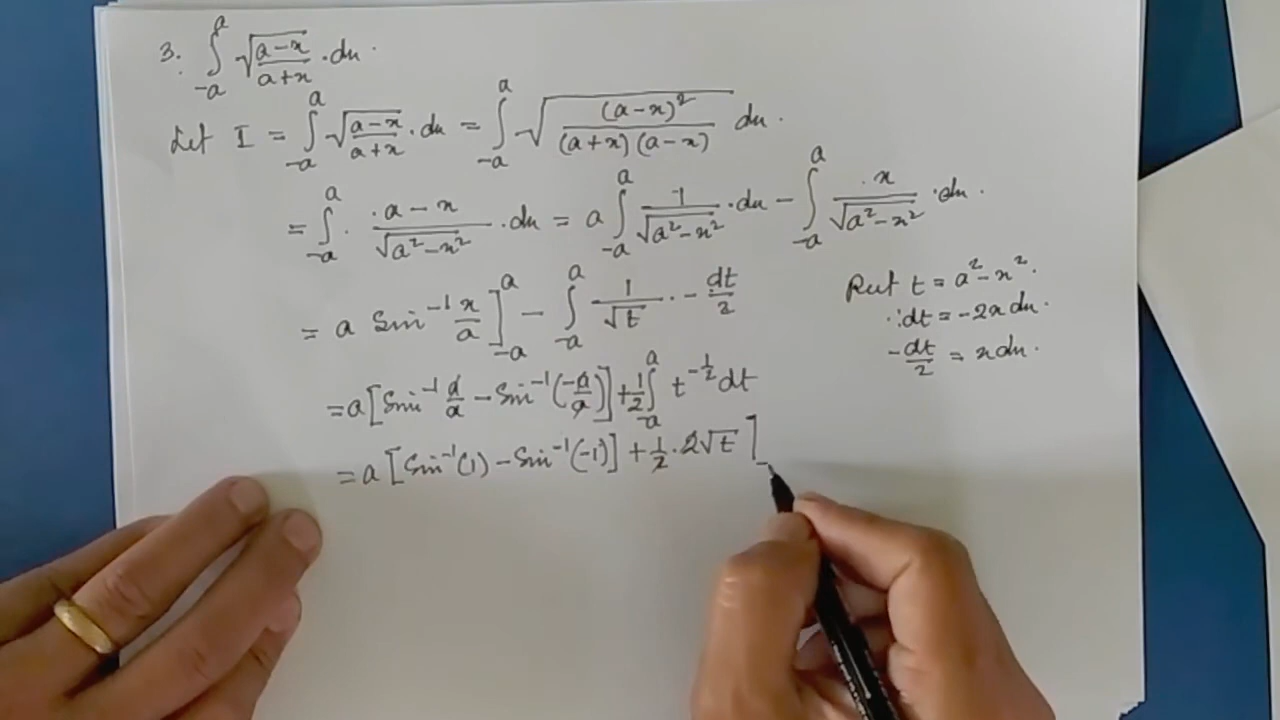 3. ∫_{-a}^{a} √(a-x)/(a+x) · dx.
Let I = ∫_{-a}^{a} √(a-x)/(a+x) · dx = ∫_{-a}^{a} √((a-x)²/((a+x)(a-x))) dx.
= ∫_{-a}^{a} · (a-x)/√(a²-x²) · dx = a ∫_{-a}^{a} 1/√(a²-x²) · dx - ∫_{-a}^{a} x/√(a²-x²) · dx.
= a Sin⁻¹ x/a ]_{-a}^{a} - ∫_{-a}^{a} 1/√t · -dt/2
Put t = a²-x².
∴ dt = -2x dx.
-dt/2 = x dx.
= a [Sin⁻¹ a/a - Sin⁻¹(-a/a)] + 1/2 ∫_{-a}^{a} t^{-1/2} dt
= a [Sin⁻¹(1) - Sin⁻¹(-1)] + 1/2 · 2√t ]